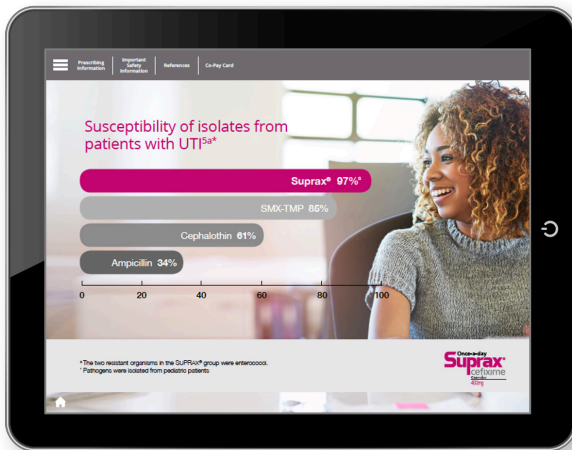 Prescribing
Information
Important
Safety
Information
References
Co-Pay Card
Susceptibility of isolates from
patients with UTI⁵ᵃ*
Suprax® 97%ᵃ
SMX-TMP 85%
Cephalothin 61%
Ampicillin 34%
0 20 40 60 80 100
ᵃ The two resistant organisms in the SUPRAX® group were enterococci.
* Pathogens were isolated from pediatric patients
Once-a-day
Suprax®
cefixime
400mg